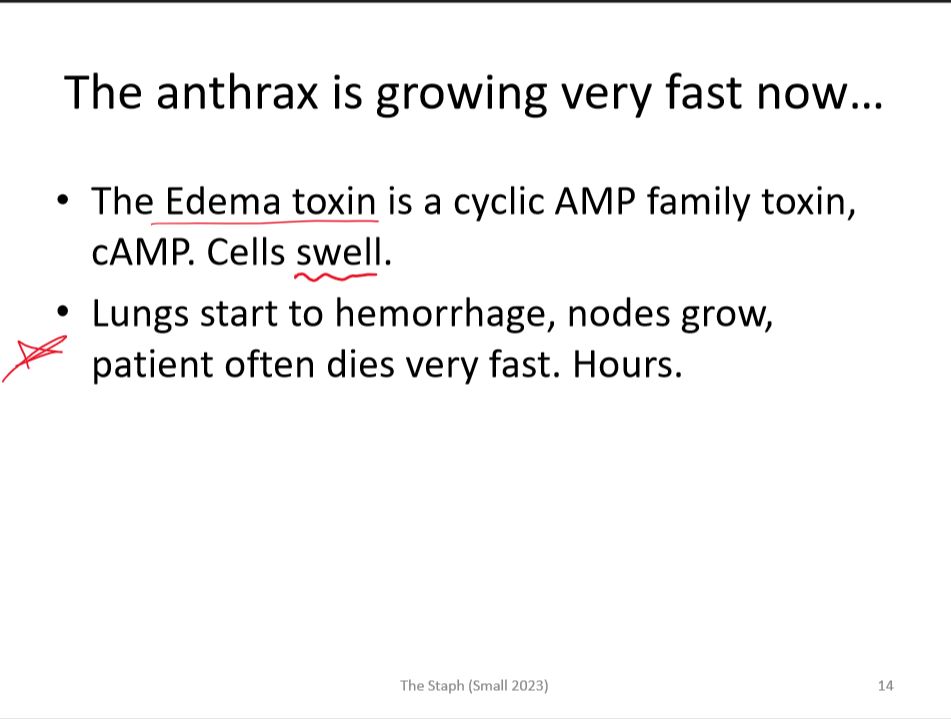 The anthrax is growing very fast now...
• The Edema toxin is a cyclic AMP family toxin,
cAMP. Cells swell.
• Lungs start to hemorrhage, nodes grow,
patient often dies very fast. Hours.
The Staph (Small 2023)
14